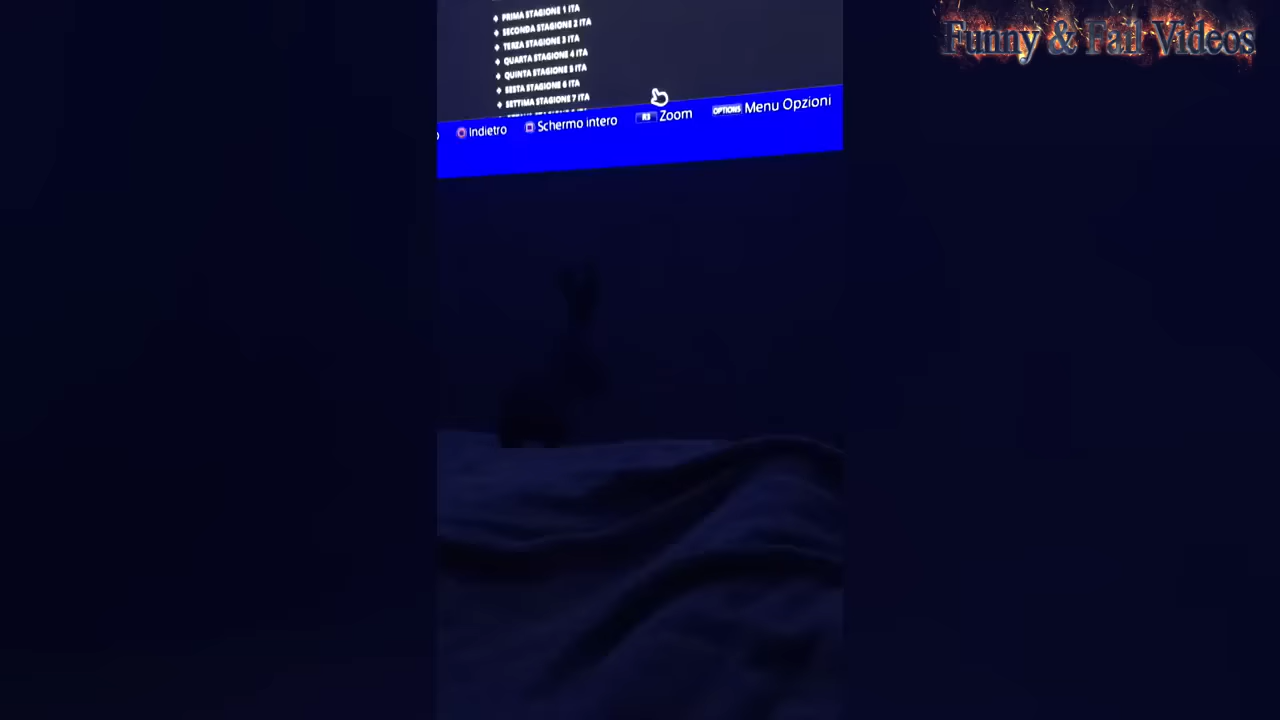 Funny & Fail Videos
PRIMA STAGIONE 1 ITA
SECONDA STAGIONE 2 ITA
TERZA STAGIONE 3 ITA
QUARTA STAGIONE 4 ITA
QUINTA STAGIONE 5 ITA
SESTA STAGIONE 6 ITA
SETTIMA STAGIONE 7 ITA
Indietro Schermo intero R3 Zoom OPTIONS Menu Opzioni